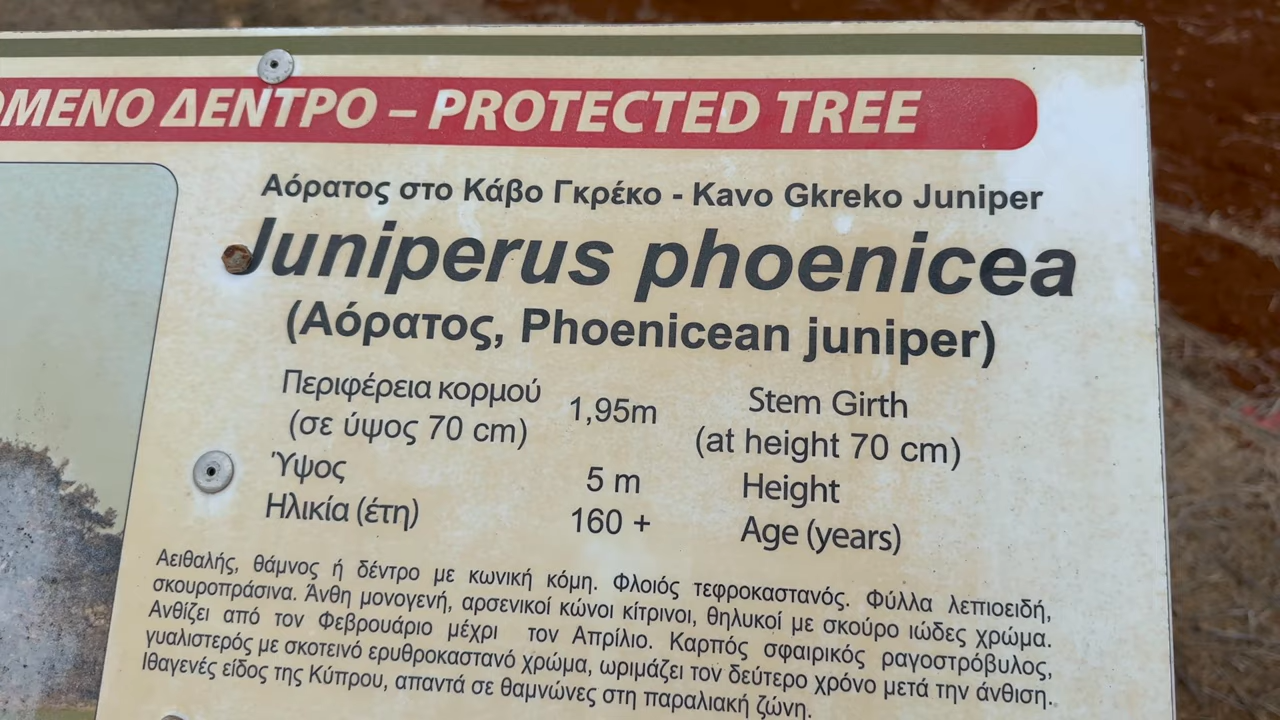 ΟΜΕΝΟ ΔΕΝΤΡΟ – PROTECTED TREE
Αόρατος στο Κάβο Γκρέκο - Kavo Gkreko Juniper
Juniperus phoenicea
(Αόρατος, Phoenicean juniper)
Περιφέρεια κορμού 1,95m Stem Girth
(σε ύψος 70 cm) (at height 70 cm)
Ύψος 5 m Height
Ηλικία (έτη) 160 + Age (years)
Αειθαλής, θάμνος ή δέντρο με κωνική κόμη. Φλοιός τεφροκαστανός. Φύλλα λεπιοειδή,
σκουροπράσινα. Άνθη μονογενή, αρσενικοί κώνοι κίτρινοι, θηλυκοί με σκούρο ιώδες χρώμα.
Ανθίζει από τον Φεβρουάριο μέχρι τον Απρίλιο. Καρπός σφαιρικός ραγοστρόβυλος,
γυαλιστερός με σκοτεινό ερυθροκαστανό χρώμα, ωριμάζει τον δεύτερο χρόνο μετά την άνθιση.
Ιθαγενές είδος της Κύπρου, απαντά σε θαμνώνες στη παραλιακή ζώνη.